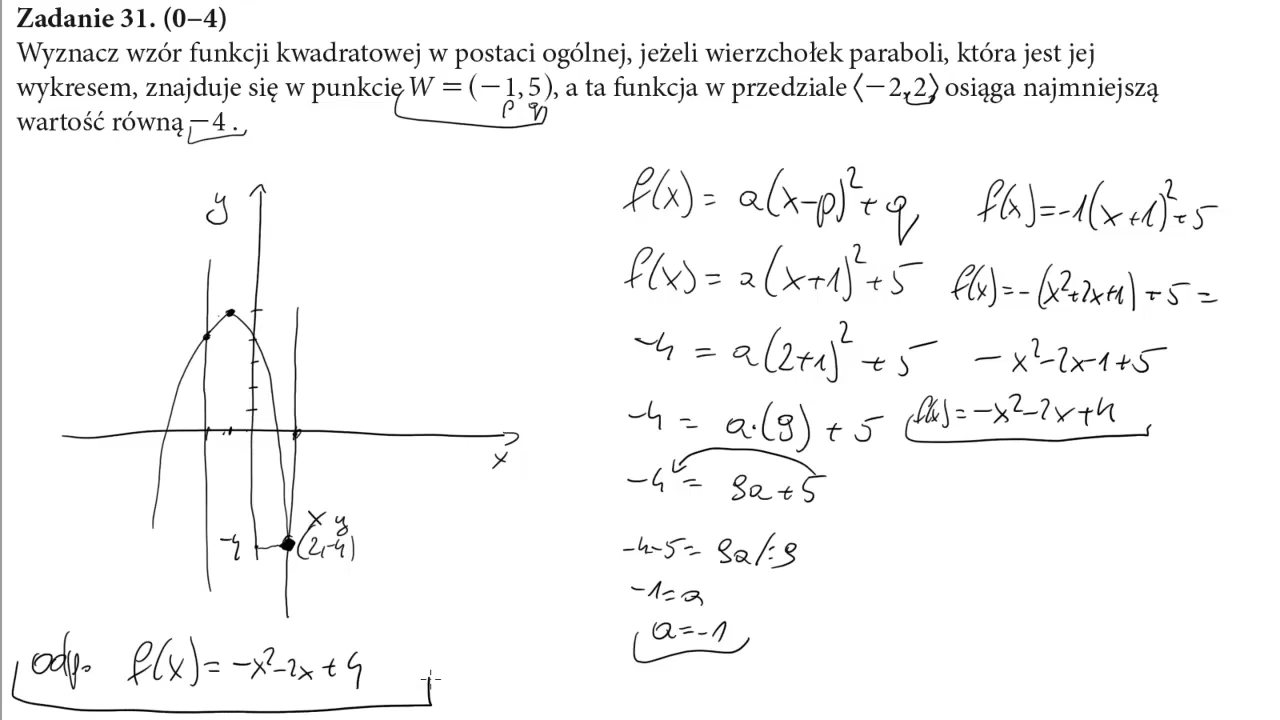 Zadanie 31. (0–4)
Wyznacz wzór funkcji kwadratowej w postaci ogólnej, jeżeli wierzchołek paraboli, która jest jej
wykresem, znajduje się w punkcie W = (−1, 5), a ta funkcja w przedziale ⟨−2, 2⟩ osiąga najmniejszą
p q
wartość równą −4.
y
x
-4
x y
(2,-4)
f(x) = a(x-p)² + q
f(x) = a(x+1)² + 5
-4 = a(2+1)² + 5
-4 = a·(9) + 5
-4 = 9a + 5
-4-5 = 9a /:9
-1 = a
a = -1
f(x) = -1(x+1)² + 5
f(x) = -(x²+2x+1) + 5 =
-x²-2x-1+5
f(x) = -x²-2x+4
odp. f(x) = -x²-2x+4